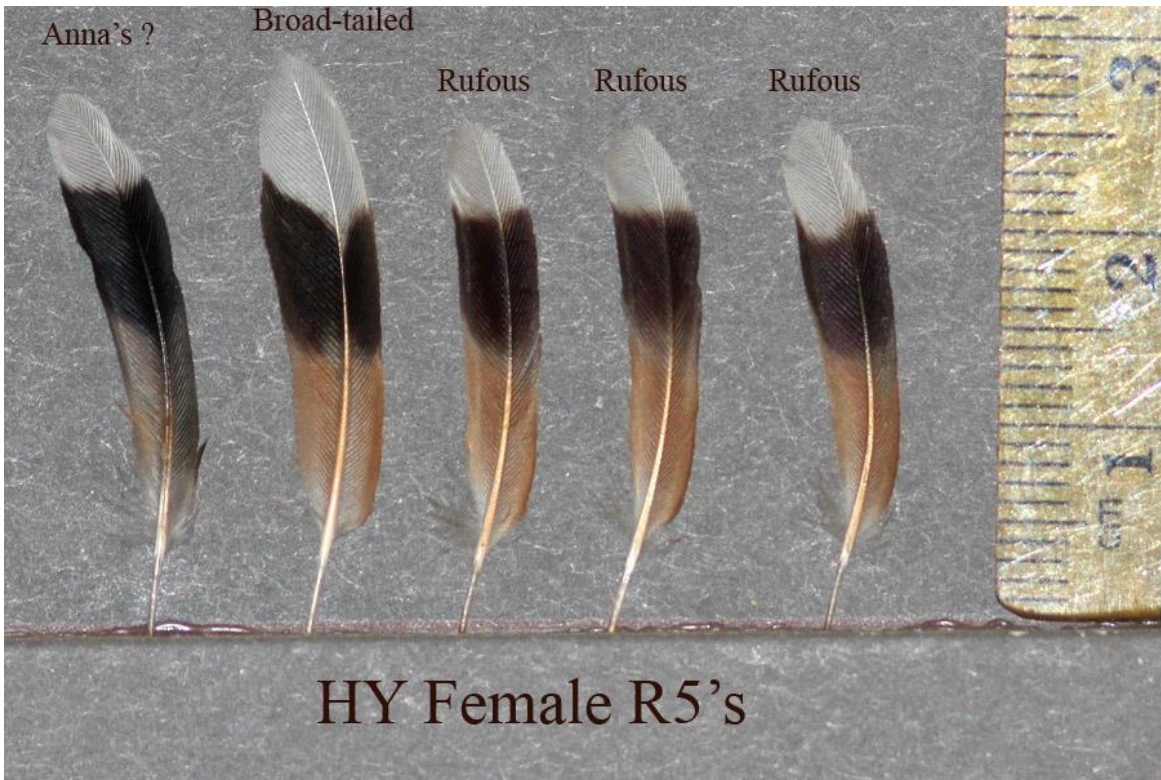 Anna's ?
Broad-tailed
Rufous
Rufous
Rufous
3
2
1
CM
HY Female R5's